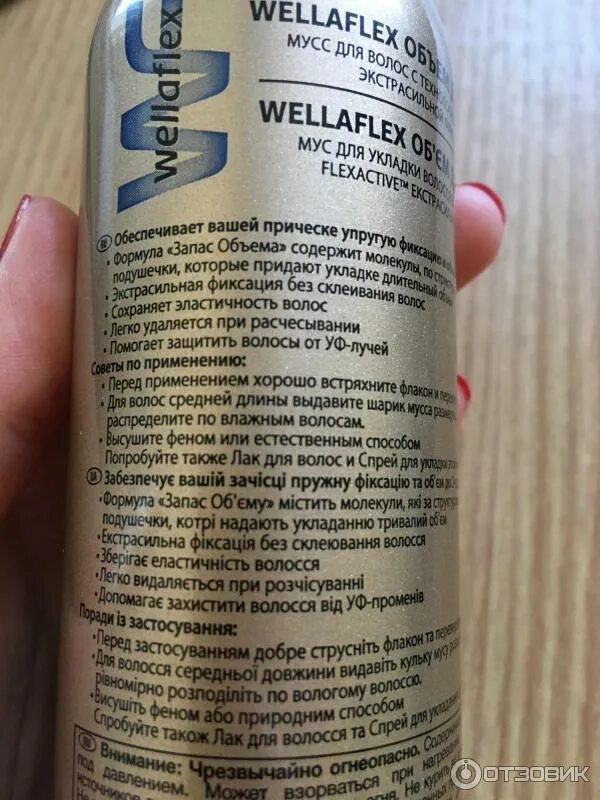 wellaflex
WELLAFLEX ОБЪЕМ
МУСС ДЛЯ ВОЛОС С
ЭКСТРАСИЛЬНОЙ
WELLAFLEX ОБ'ЄМ
МУС ДЛЯ УКЛАДКИ
FLEXACTIVE™
RU Обеспечивает вашей прическе упругую фиксацию и
• Формула «Запас Объема» содержит молекулы, по
подушечки, которые придают укладке длительный объем
• Экстрасильная фиксация без склеивания волос
• Сохраняет эластичность волос
• Легко удаляется при расчесывании
• Помогает защитить волосы от УФ-лучей
Советы по применению:
• Перед применением хорошо встряхните флакон и
• Для волос средней длины выдавите шарик мусса
распределите по влажным волосам.
• Высушите феном или естественным способом
Попробуйте также Лак для волос и Спрей для укладки
UA Забезпечує вашій зачісці пружну фіксацію та об'єм до
•Формула «Запас Об'єму» містить молекули, які за
подушечки, котрі надають укладанню тривалий об'єм
•Екстрасильна фіксація без склеювання волосся
•Зберігає еластичність волосся
•Легко видаляється при розчісуванні
•Допомагає захистити волосся від УФ-променів
Поради із застосування:
•Перед застосуванням добре струсніть флакон та
•Для волосся середньої довжини видавіть кульку мусу
рівномірно розподіліть по вологому волоссю.
•Висушіть феном або природним способом
Спробуйте також Лак для волосся та Спрей для укладання
RU Внимание: Чрезвычайно огнеопасно.
под давлением. Может взорваться при
источников
ОТЗОВИК